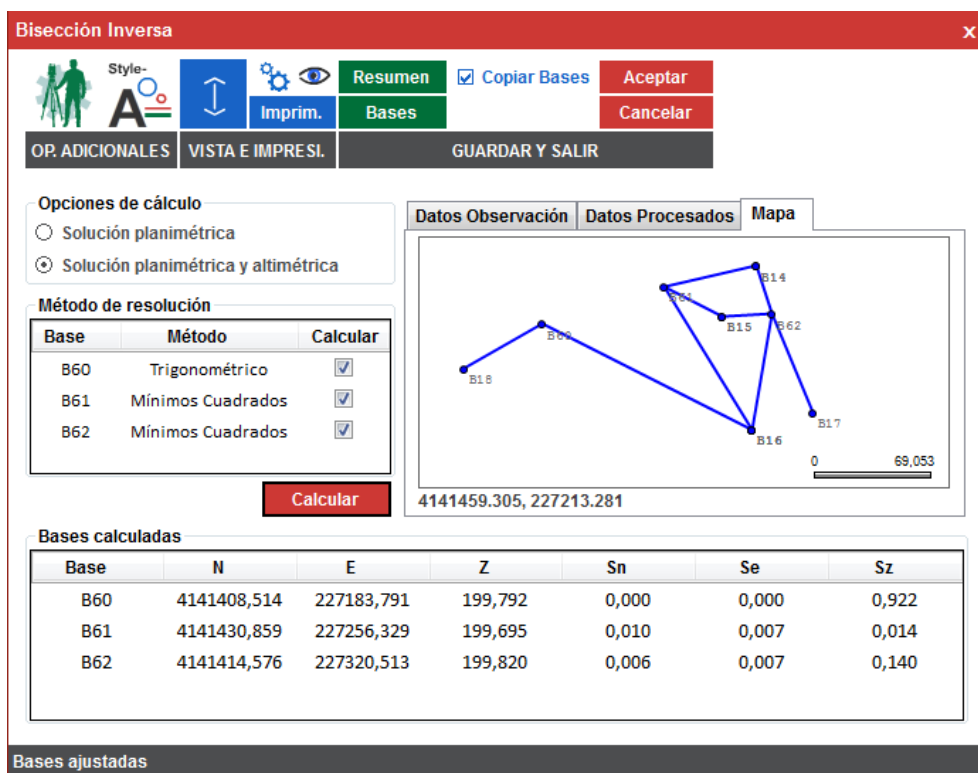 Bisección Inversa x
Style-
A
Resumen Copiar Bases Aceptar
Imprim. Bases Cancelar
OP. ADICIONALES VISTA E IMPRESI. GUARDAR Y SALIR
Opciones de cálculo
Solución planimétrica
Solución planimétrica y altimétrica
Método de resolución
Base Método Calcular
B60 Trigonométrico
B61 Mínimos Cuadrados
B62 Mínimos Cuadrados
Calcular
Datos Observación Datos Procesados Mapa
B14
B61
B15 B62
B60
B18
B17
B16
0 69,053
4141459.305, 227213.281
Bases calculadas
Base N E Z Sn Se Sz
B60 4141408,514 227183,791 199,792 0,000 0,000 0,922
B61 4141430,859 227256,329 199,695 0,010 0,007 0,014
B62 4141414,576 227320,513 199,820 0,006 0,007 0,140
Bases ajustadas